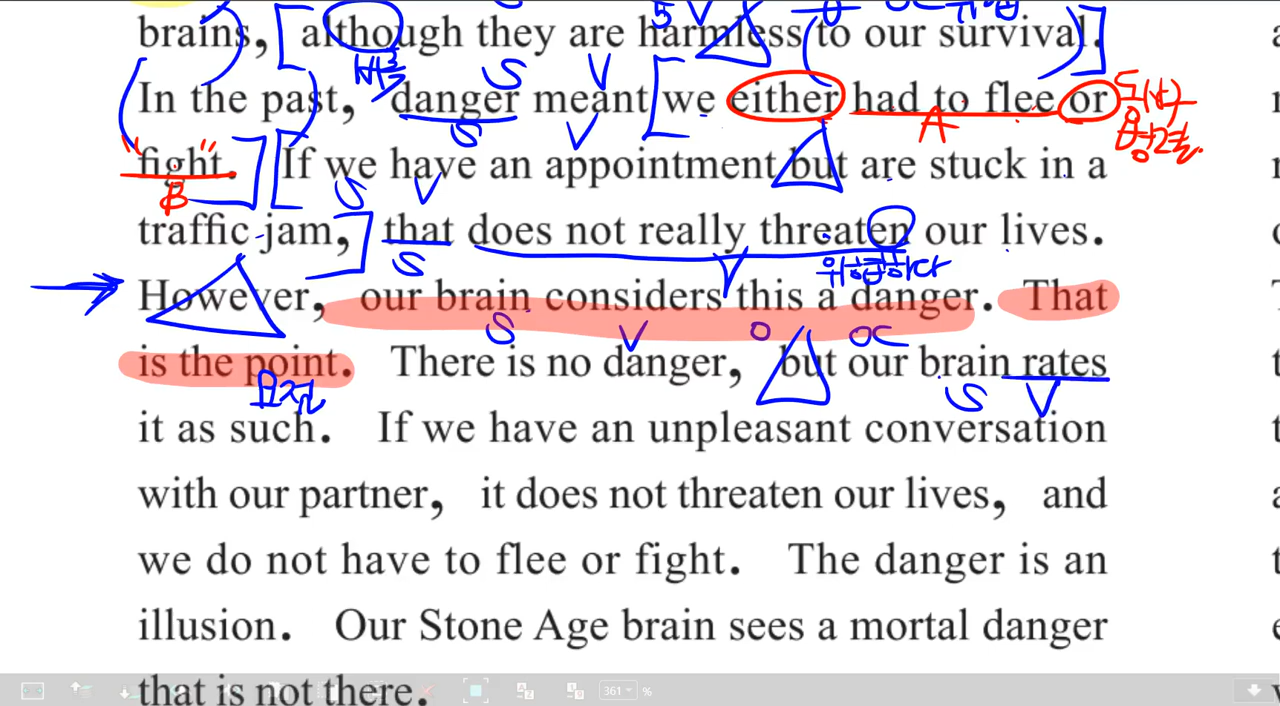 brains, although they are harmless to our survival.
S V
In the past, danger meant we either had to flee or
S V A
fight. If we have an appointment but are stuck in a
B S V
traffic jam, that does not really threaten our lives.
S V
However, our brain considers this a danger. That
S V O OC
is the point. There is no danger, but our brain rates
요점 S V
it as such. If we have an unpleasant conversation
with our partner, it does not threaten our lives, and
we do not have to flee or fight. The danger is an
illusion. Our Stone Age brain sees a mortal danger
that is not there.
361 %